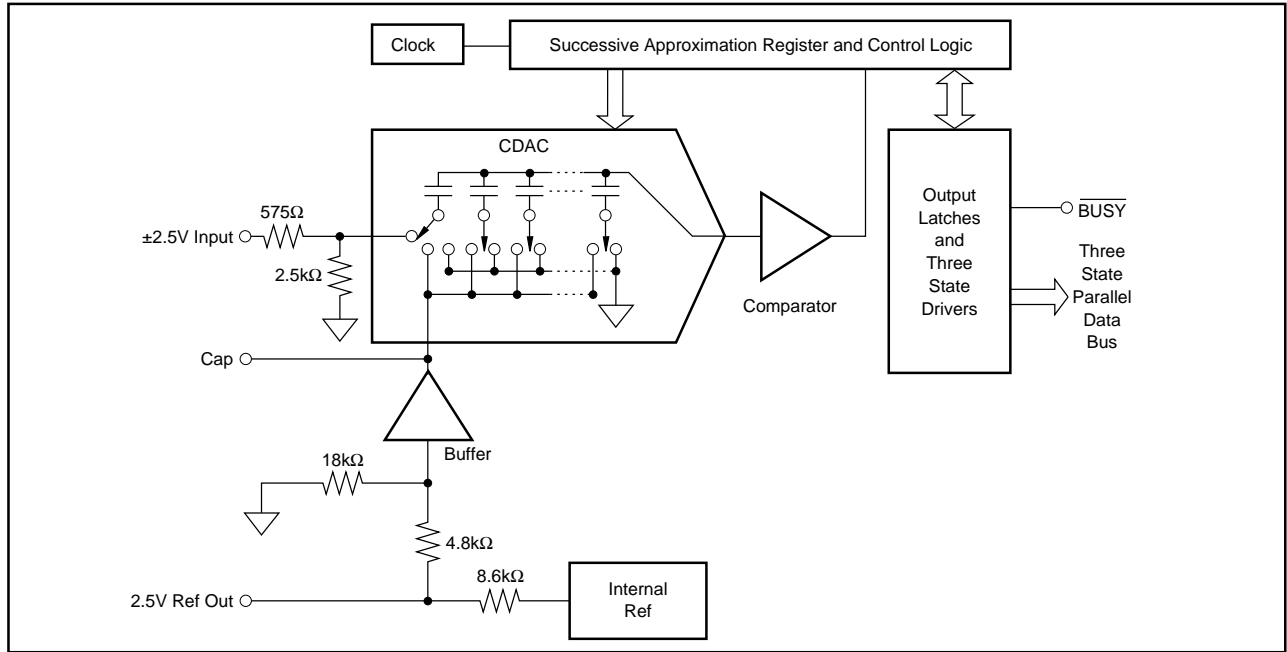 Clock
Successive Approximation Register and Control Logic
CDAC
575Ω
±2.5V Input
2.5kΩ
Cap
Buffer
Comparator
Output
Latches
and
Three
State
Drivers
BUSY
Three
State
Parallel
Data
Bus
18kΩ
4.8kΩ
8.6kΩ
2.5V Ref Out
Internal
Ref